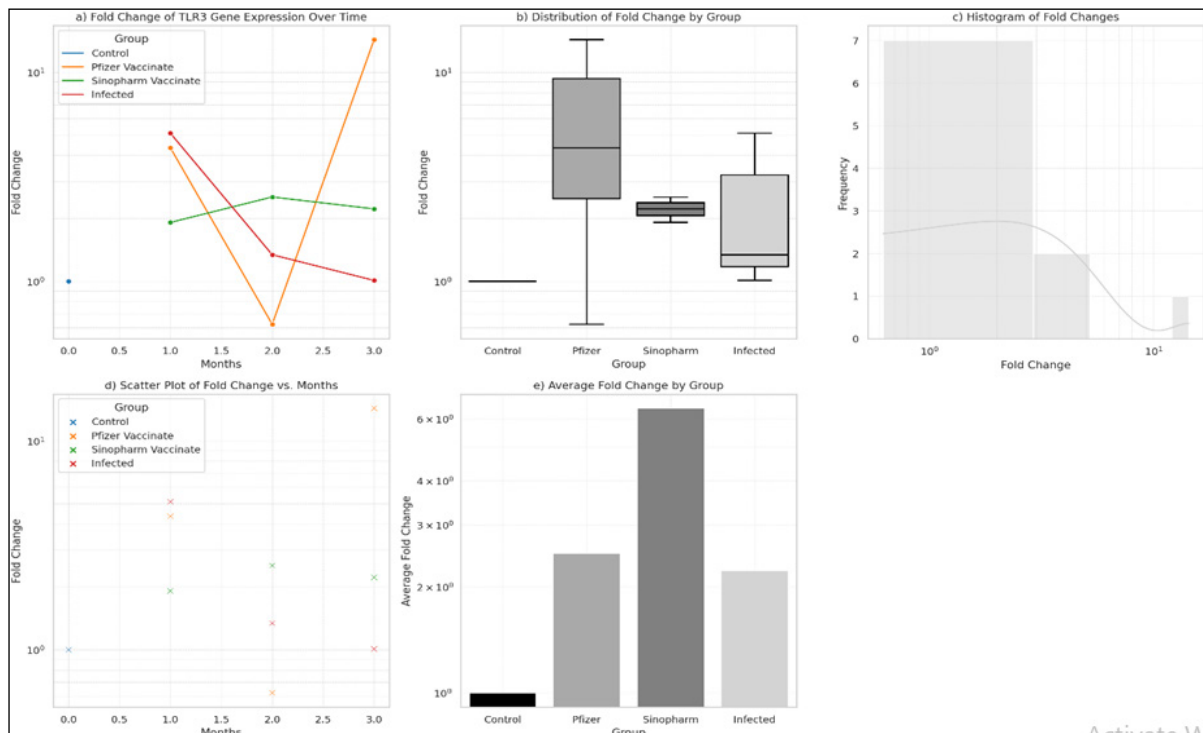 a) Fold Change of TLR3 Gene Expression Over Time
Group
Control
Pfizer Vaccinate
Sinopharm Vaccinate
Infected
10¹
10⁰
Fold Change
0.0 0.5 1.0 1.5 2.0 2.5 3.0
Months
b) Distribution of Fold Change by Group
10¹
10⁰
Fold Change
Control Pfizer Sinopharm Infected
Group
c) Histogram of Fold Changes
7
6
5
4
3
2
1
0
Frequency
10⁰ 10¹
Fold Change
d) Scatter Plot of Fold Change vs. Months
Group
Control
Pfizer Vaccinate
Sinopharm Vaccinate
Infected
10¹
10⁰
Fold Change
0.0 0.5 1.0 1.5 2.0 2.5 3.0
Months
e) Average Fold Change by Group
6 × 10⁰
4 × 10⁰
2 × 10⁰
10⁰
Average Fold Change
Control Pfizer Sinopharm Infected
Group
Activate W